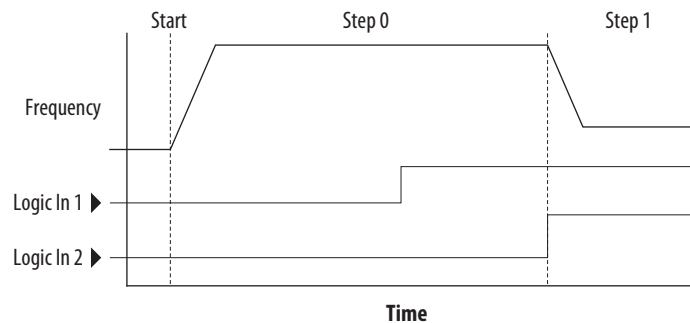 Start
Step 0
Step 1
Frequency
Logic In 1
Logic In 2
Time